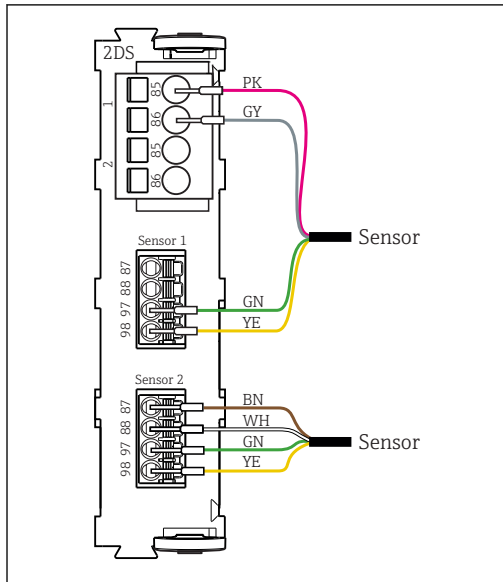 2DS
1
85
PK
86
GY
2
85
86
Sensor
Sensor 1
87
88
97
GN
98
YE
Sensor 2
87
BN
88
WH
97
GN
Sensor
98
YE